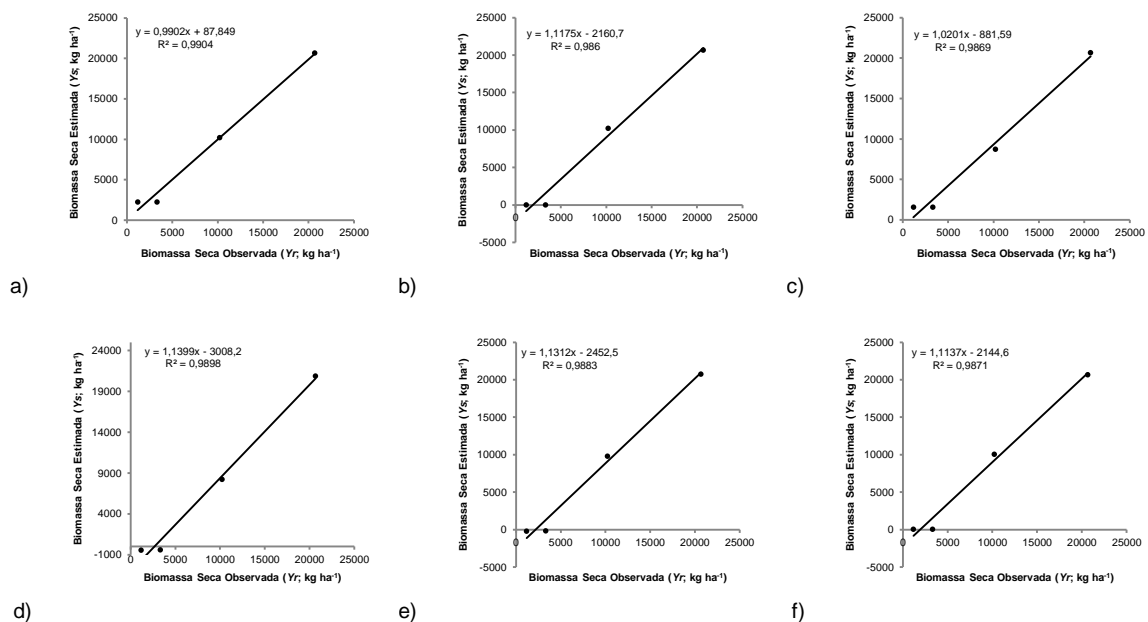 y = 0,9902x + 87,849
R² = 0,9904
25000
20000
15000
10000
5000
0
0 5000 10000 15000 20000 25000
Biomassa Seca Estimada (Ys; kg ha⁻¹)
Biomassa Seca Observada (Yr; kg ha⁻¹)
a)
y = 1,1175x - 2160,7
R² = 0,986
25000
20000
15000
10000
5000
0
-5000
0 5000 10000 15000 20000 25000
Biomassa Seca Estimada (Ys; kg ha⁻¹)
Biomassa Seca Observada (Yr; kg ha⁻¹)
b)
y = 1,0201x - 881,59
R² = 0,9869
25000
20000
15000
10000
5000
0
0 5000 10000 15000 20000 25000
Biomassa Seca Estimada (Ys; kg ha⁻¹)
Biomassa Seca Observada (Yr; kg ha⁻¹)
c)
y = 1,1399x - 3008,2
R² = 0,9898
24000
19000
14000
9000
4000
-1000
0 5000 10000 15000 20000 25000
Biomassa Seca Estimada (Ys; kg ha⁻¹)
Biomassa Seca Observada (Yr; kg ha⁻¹)
d)
y = 1,1312x - 2452,5
R² = 0,9883
25000
20000
15000
10000
5000
0
-5000
0 5000 10000 15000 20000 25000
Biomassa Seca Estimada (Ys; kg ha⁻¹)
Biomassa Seca Observada (Yr; kg ha⁻¹)
e)
y = 1,1137x - 2144,6
R² = 0,9871
25000
20000
15000
10000
5000
0
-5000
0 5000 10000 15000 20000 25000
Biomassa Seca Estimada (Ys; kg ha⁻¹)
Biomassa Seca Observada (Yr; kg ha⁻¹)
f)